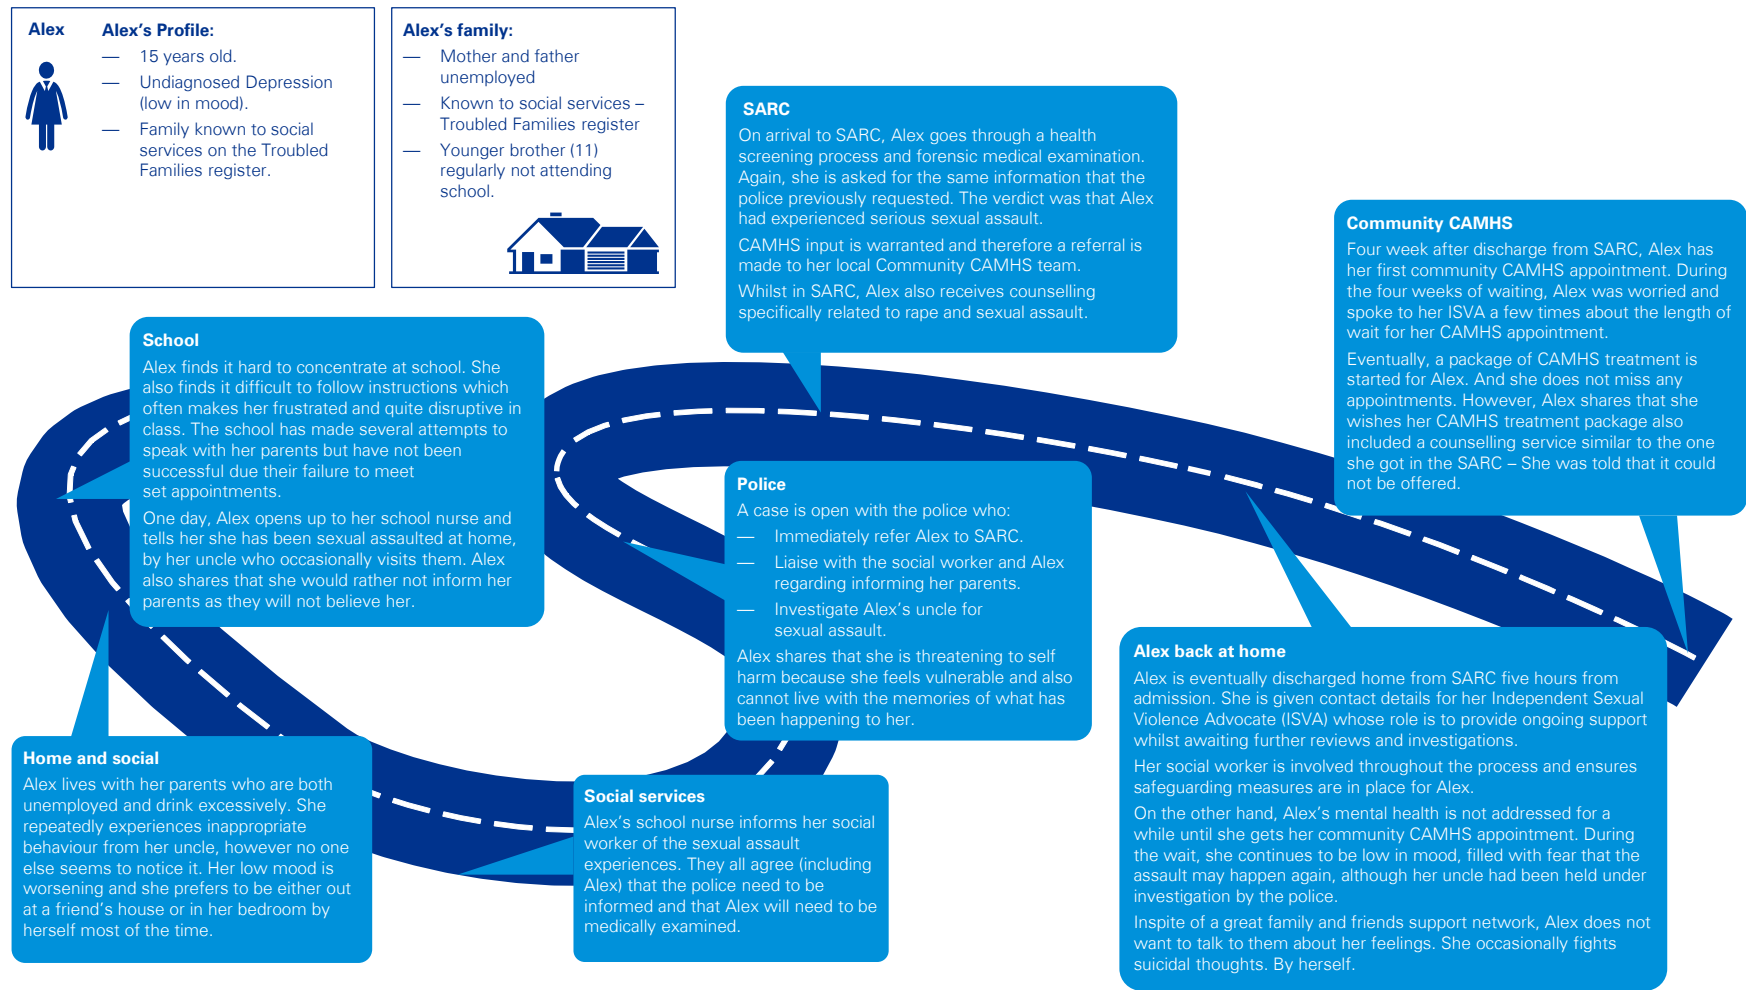 Alex
Alex's Profile:
— 15 years old.
— Undiagnosed Depression
(low in mood).
— Family known to social
services on the Troubled
Families register.
Alex's family:
— Mother and father
unemployed
— Known to social services –
Troubled Families register
— Younger brother (11)
regularly not attending
school.
School
Alex finds it hard to concentrate at school. She
also finds it difficult to follow instructions which
often makes her frustrated and quite disruptive in
class. The school has made several attempts to
speak with her parents but have not been
successful due their failure to meet
set appointments.
One day, Alex opens up to her school nurse and
tells her she has been sexual assaulted at home,
by her uncle who occasionally visits them. Alex
also shares that she would rather not inform her
parents as they will not believe her.
Home and social
Alex lives with her parents who are both
unemployed and drink excessively. She
repeatedly experiences inappropriate
behaviour from her uncle, however no one
else seems to notice it. Her low mood is
worsening and she prefers to be either out
at a friend's house or in her bedroom by
herself most of the time.
Social services
Alex's school nurse informs her social
worker of the sexual assault
experiences. They all agree (including
Alex) that the police need to be
informed and that Alex will need to be
medically examined.
Police
A case is open with the police who:
— Immediately refer Alex to SARC.
— Liaise with the social worker and Alex
regarding informing her parents.
— Investigate Alex's uncle for
sexual assault.
Alex shares that she is threatening to self
harm because she feels vulnerable and also
cannot live with the memories of what has
been happening to her.
SARC
On arrival to SARC, Alex goes through a health
screening process and forensic medical examination.
Again, she is asked for the same information that the
police previously requested. The verdict was that Alex
had experienced serious sexual assault.
CAMHS input is warranted and therefore a referral is
made to her local Community CAMHS team.
Whilst in SARC, Alex also receives counselling
specifically related to rape and sexual assault.
Alex back at home
Alex is eventually discharged home from SARC five hours from
admission. She is given contact details for her Independent Sexual
Violence Advocate (ISVA) whose role is to provide ongoing support
whilst awaiting further reviews and investigations.
Her social worker is involved throughout the process and ensures
safeguarding measures are in place for Alex.
On the other hand, Alex's mental health is not addressed for a
while until she gets her community CAMHS appointment. During
the wait, she continues to be low in mood, filled with fear that the
assault may happen again, although her uncle had been held under
investigation by the police.
Inspite of a great family and friends support network, Alex does not
want to talk to them about her feelings. She occasionally fights
suicidal thoughts. By herself.
Community CAMHS
Four week after discharge from SARC, Alex has
her first community CAMHS appointment. During
the four weeks of waiting, Alex was worried and
spoke to her ISVA a few times about the length of
wait for her CAMHS appointment.
Eventually, a package of CAMHS treatment is
started for Alex. And she does not miss any
appointments. However, Alex shares that she
wishes her CAMHS treatment package also
included a counselling service similar to the one
she got in the SARC – She was told that it could
not be offered.